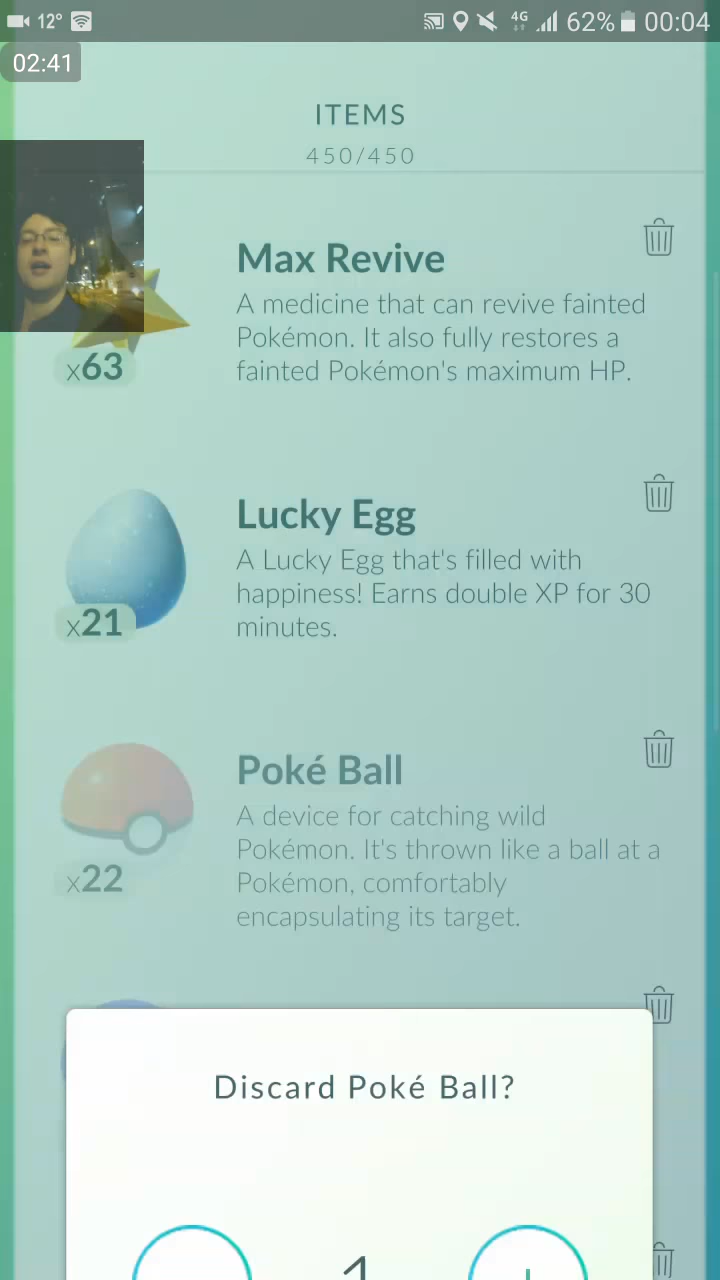 12° 4G 62% 00:04
02:41
ITEMS
450/450
Max Revive
A medicine that can revive fainted
Pokémon. It also fully restores a
fainted Pokémon's maximum HP.
x63
Lucky Egg
A Lucky Egg that's filled with
happiness! Earns double XP for 30
minutes.
x21
Poké Ball
A device for catching wild
Pokémon. It's thrown like a ball at a
Pokémon, comfortably
encapsulating its target.
x22
Discard Poké Ball?
1